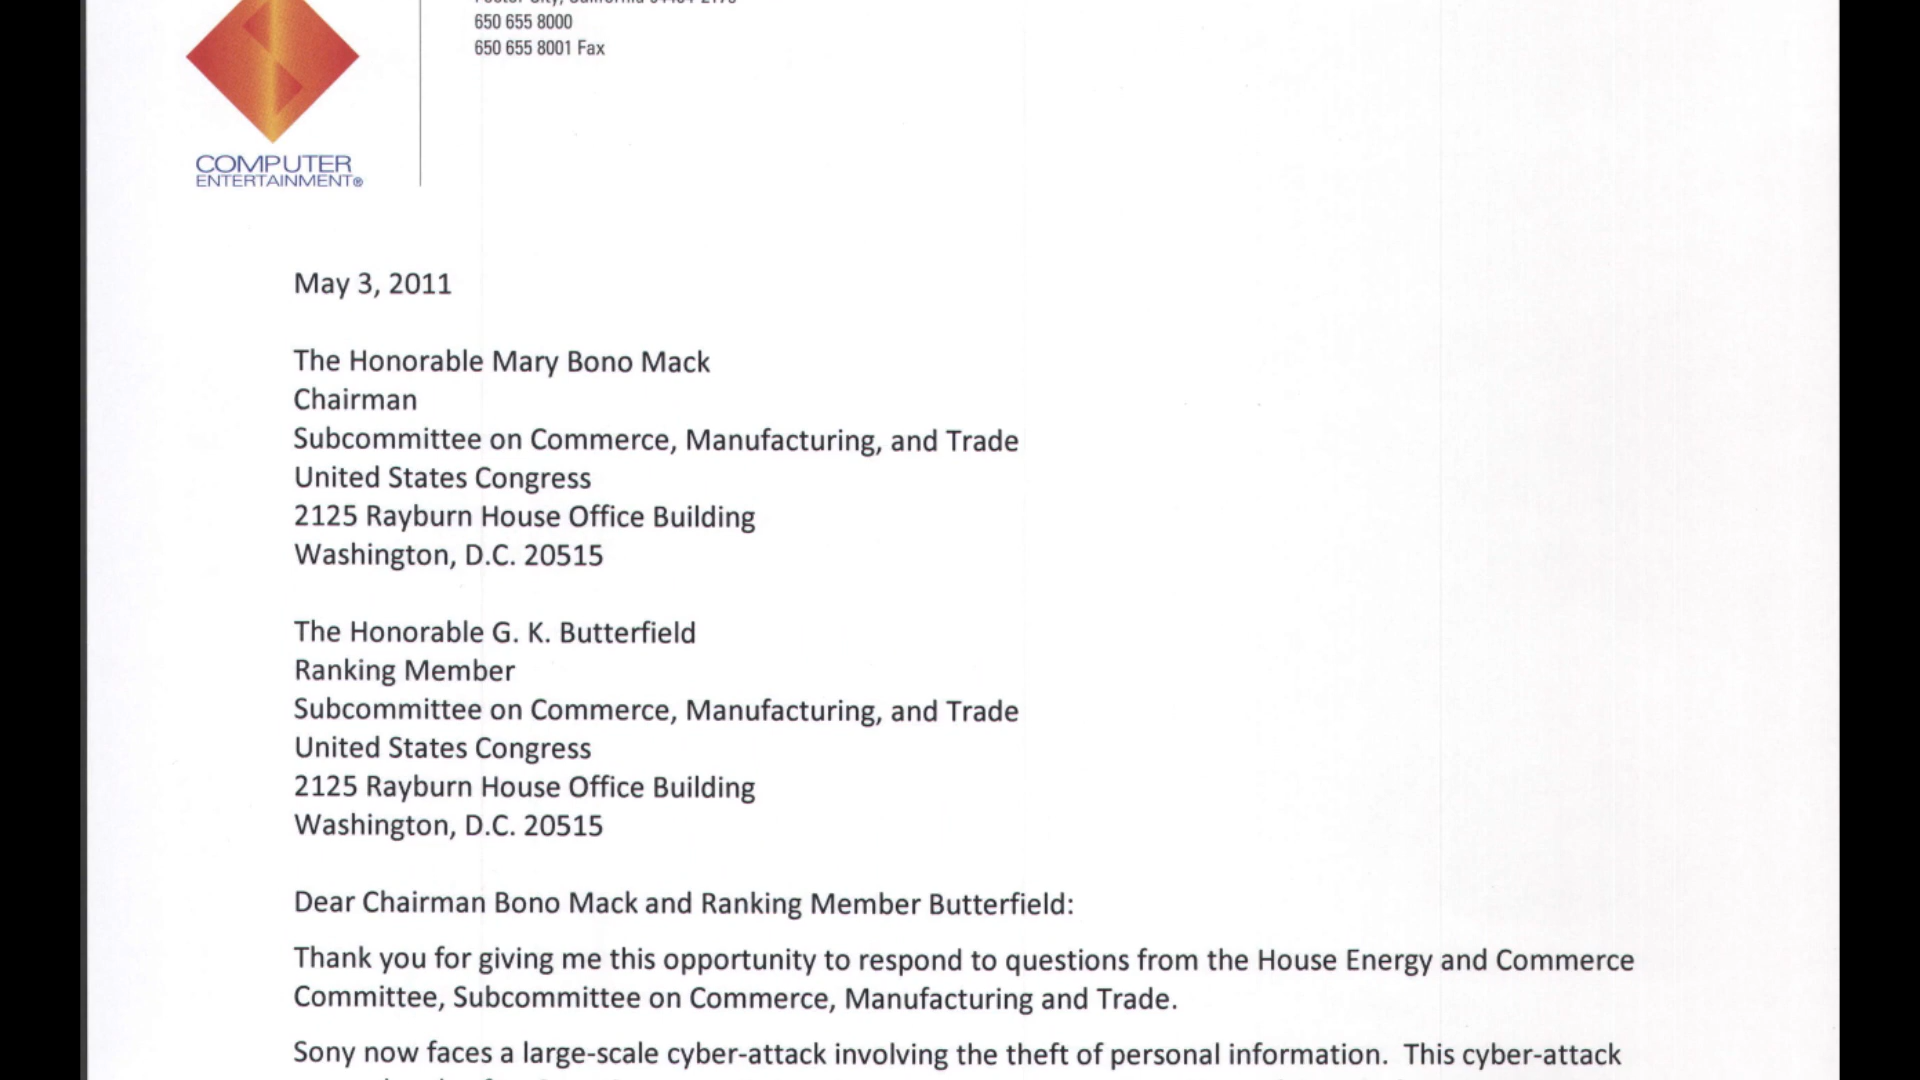 650 655 8000
650 655 8001 Fax
COMPUTER
ENTERTAINMENT®
May 3, 2011
The Honorable Mary Bono Mack
Chairman
Subcommittee on Commerce, Manufacturing, and Trade
United States Congress
2125 Rayburn House Office Building
Washington, D.C. 20515
The Honorable G. K. Butterfield
Ranking Member
Subcommittee on Commerce, Manufacturing, and Trade
United States Congress
2125 Rayburn House Office Building
Washington, D.C. 20515
Dear Chairman Bono Mack and Ranking Member Butterfield:
Thank you for giving me this opportunity to respond to questions from the House Energy and Commerce
Committee, Subcommittee on Commerce, Manufacturing and Trade.
Sony now faces a large-scale cyber-attack involving the theft of personal information. This cyber-attack